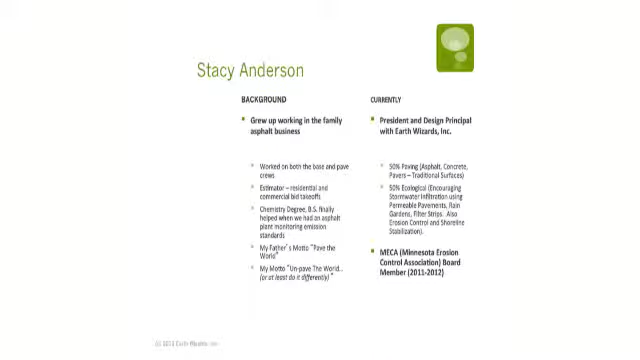 Stacy Anderson
BACKGROUND
Grew up working in the family
asphalt business
Worked on both the base and pave
crews
Estimator – residential and
commercial bid takeoffs
Chemistry Degree, B.S. finally
helped when we had an asphalt
plant monitoring emission
standards
My Father's Motto "Pave the
World"
My Motto "Un-pave The World…
(or at least do it differently) "
CURRENTLY
President and Design Principal
with Earth Wizards, Inc.
50% Paving (Asphalt, Concrete,
Pavers – Traditional Surfaces)
50% Ecological (Encouraging
Stormwater Infiltration using
Permeable Pavements, Rain
Gardens, Filter Strips. Also
Erosion Control and Shoreline
Stabilization).
MECA (Minnesota Erosion
Control Association) Board
Member (2011-2012)
Earth Wizards